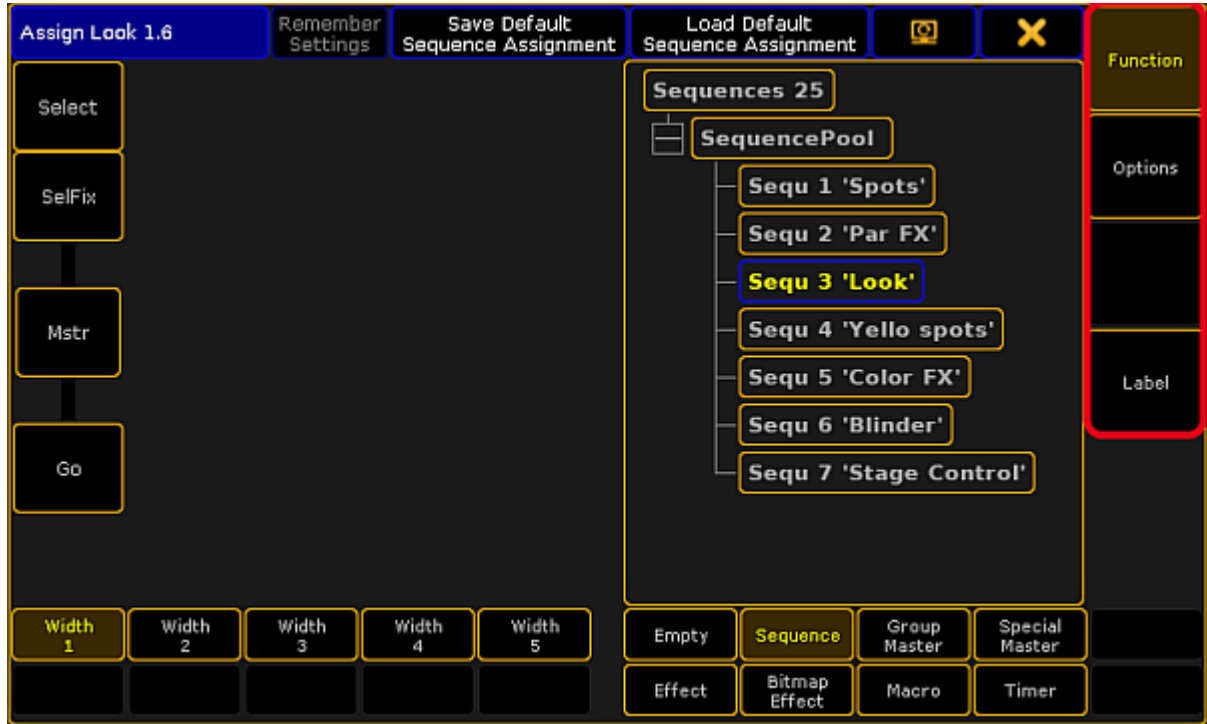 Assign Look 1.6
Remember
Settings
Save Default
Sequence Assignment
Load Default
Sequence Assignment
Function
Select
SelFix
Mstr
Go
Sequences 25
SequencePool
Sequ 1 'Spots'
Sequ 2 'Par FX'
Sequ 3 'Look'
Sequ 4 'Yello spots'
Sequ 5 'Color FX'
Sequ 6 'Blinder'
Sequ 7 'Stage Control'
Options
Label
Width
1
Width
2
Width
3
Width
4
Width
5
Empty
Sequence
Group
Master
Special
Master
Effect
Bitmap
Effect
Macro
Timer